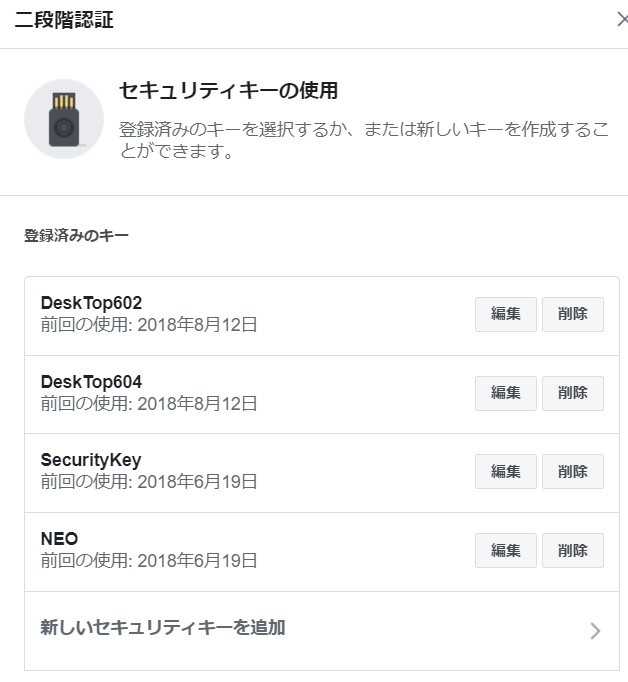 二段階認証
セキュリティキーの使用
登録済みのキーを選択するか、または新しいキーを作成するこ
とができます。
登録済みのキー
DeskTop602
前回の使用: 2018年8月12日
編集 削除
DeskTop604
前回の使用: 2018年8月12日
編集 削除
SecurityKey
前回の使用: 2018年6月19日
編集 削除
NEO
前回の使用: 2018年6月19日
編集 削除
新しいセキュリティキーを追加